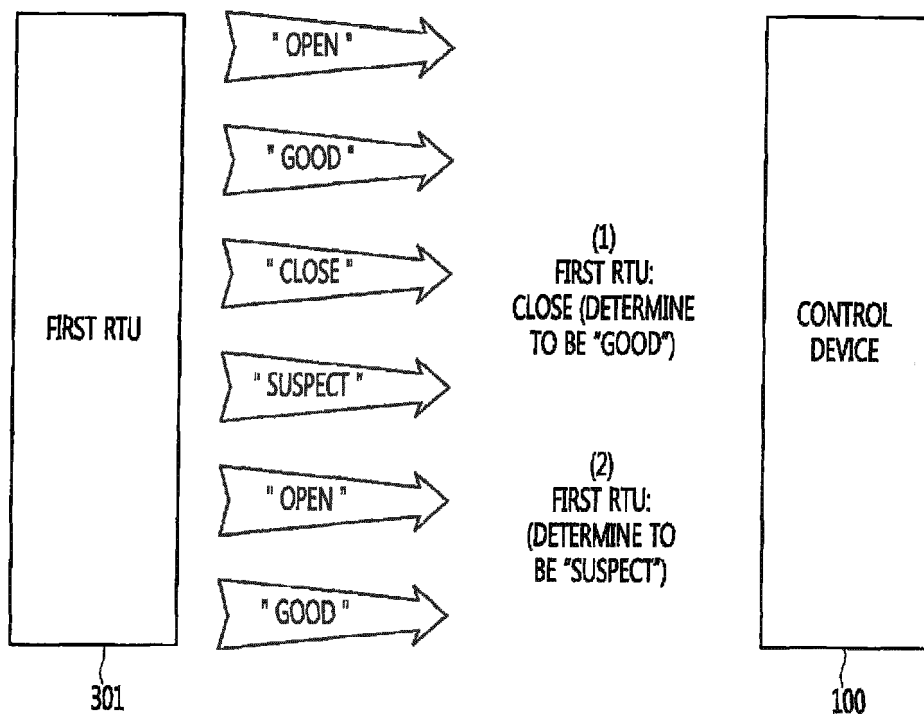 FIRST RTU
" OPEN "
" GOOD "
" CLOSE "
" SUSPECT "
" OPEN "
" GOOD "
(1)
FIRST RTU:
CLOSE (DETERMINE
TO BE "GOOD")
(2)
FIRST RTU:
(DETERMINE TO
BE "SUSPECT")
CONTROL
DEVICE
301
100